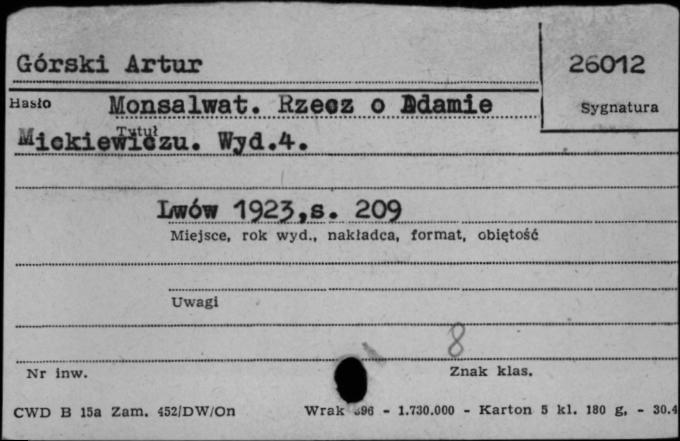 Górski Artur
26012
Hasło
Monsalwat. Rzecz o Adamie
Sygnatura
Tytuł
Mickiewiczu. Wyd.4.
Lwów 1923,s. 209
Miejsce, rok wyd., nakładca, format, objętość
Uwagi
8
Nr inw.
Znak klas.
CWD B 15a Zam. 452/DW/On
Wrak 396 - 1.730.000 - Karton 5 kl. 180 g. - 30.4